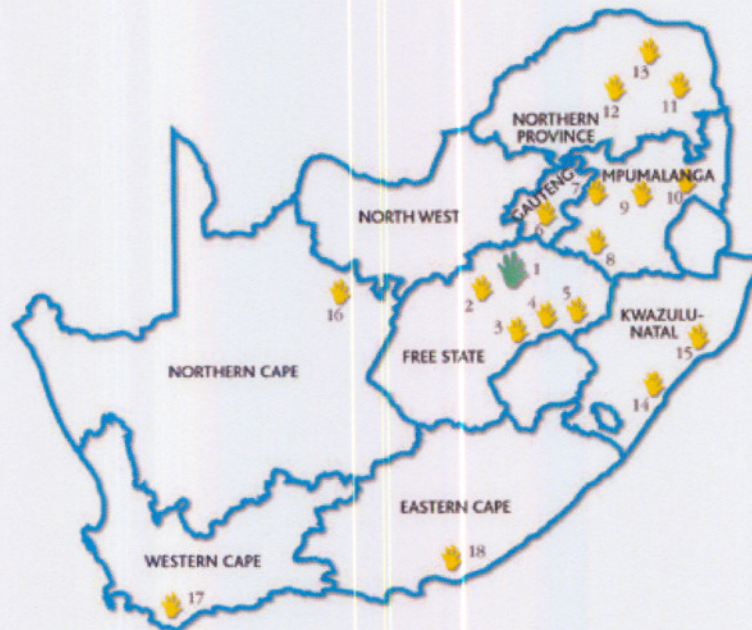 13
12
11
NORTHERN
PROVINCE
MPUMALANGA
GAUTENG
7
9
10
6
8
NORTH WEST
1
2
16
4
5
3
KWAZULU-
NATAL
15
FREE STATE
NORTHERN CAPE
14
EASTERN CAPE
18
WESTERN CAPE
17